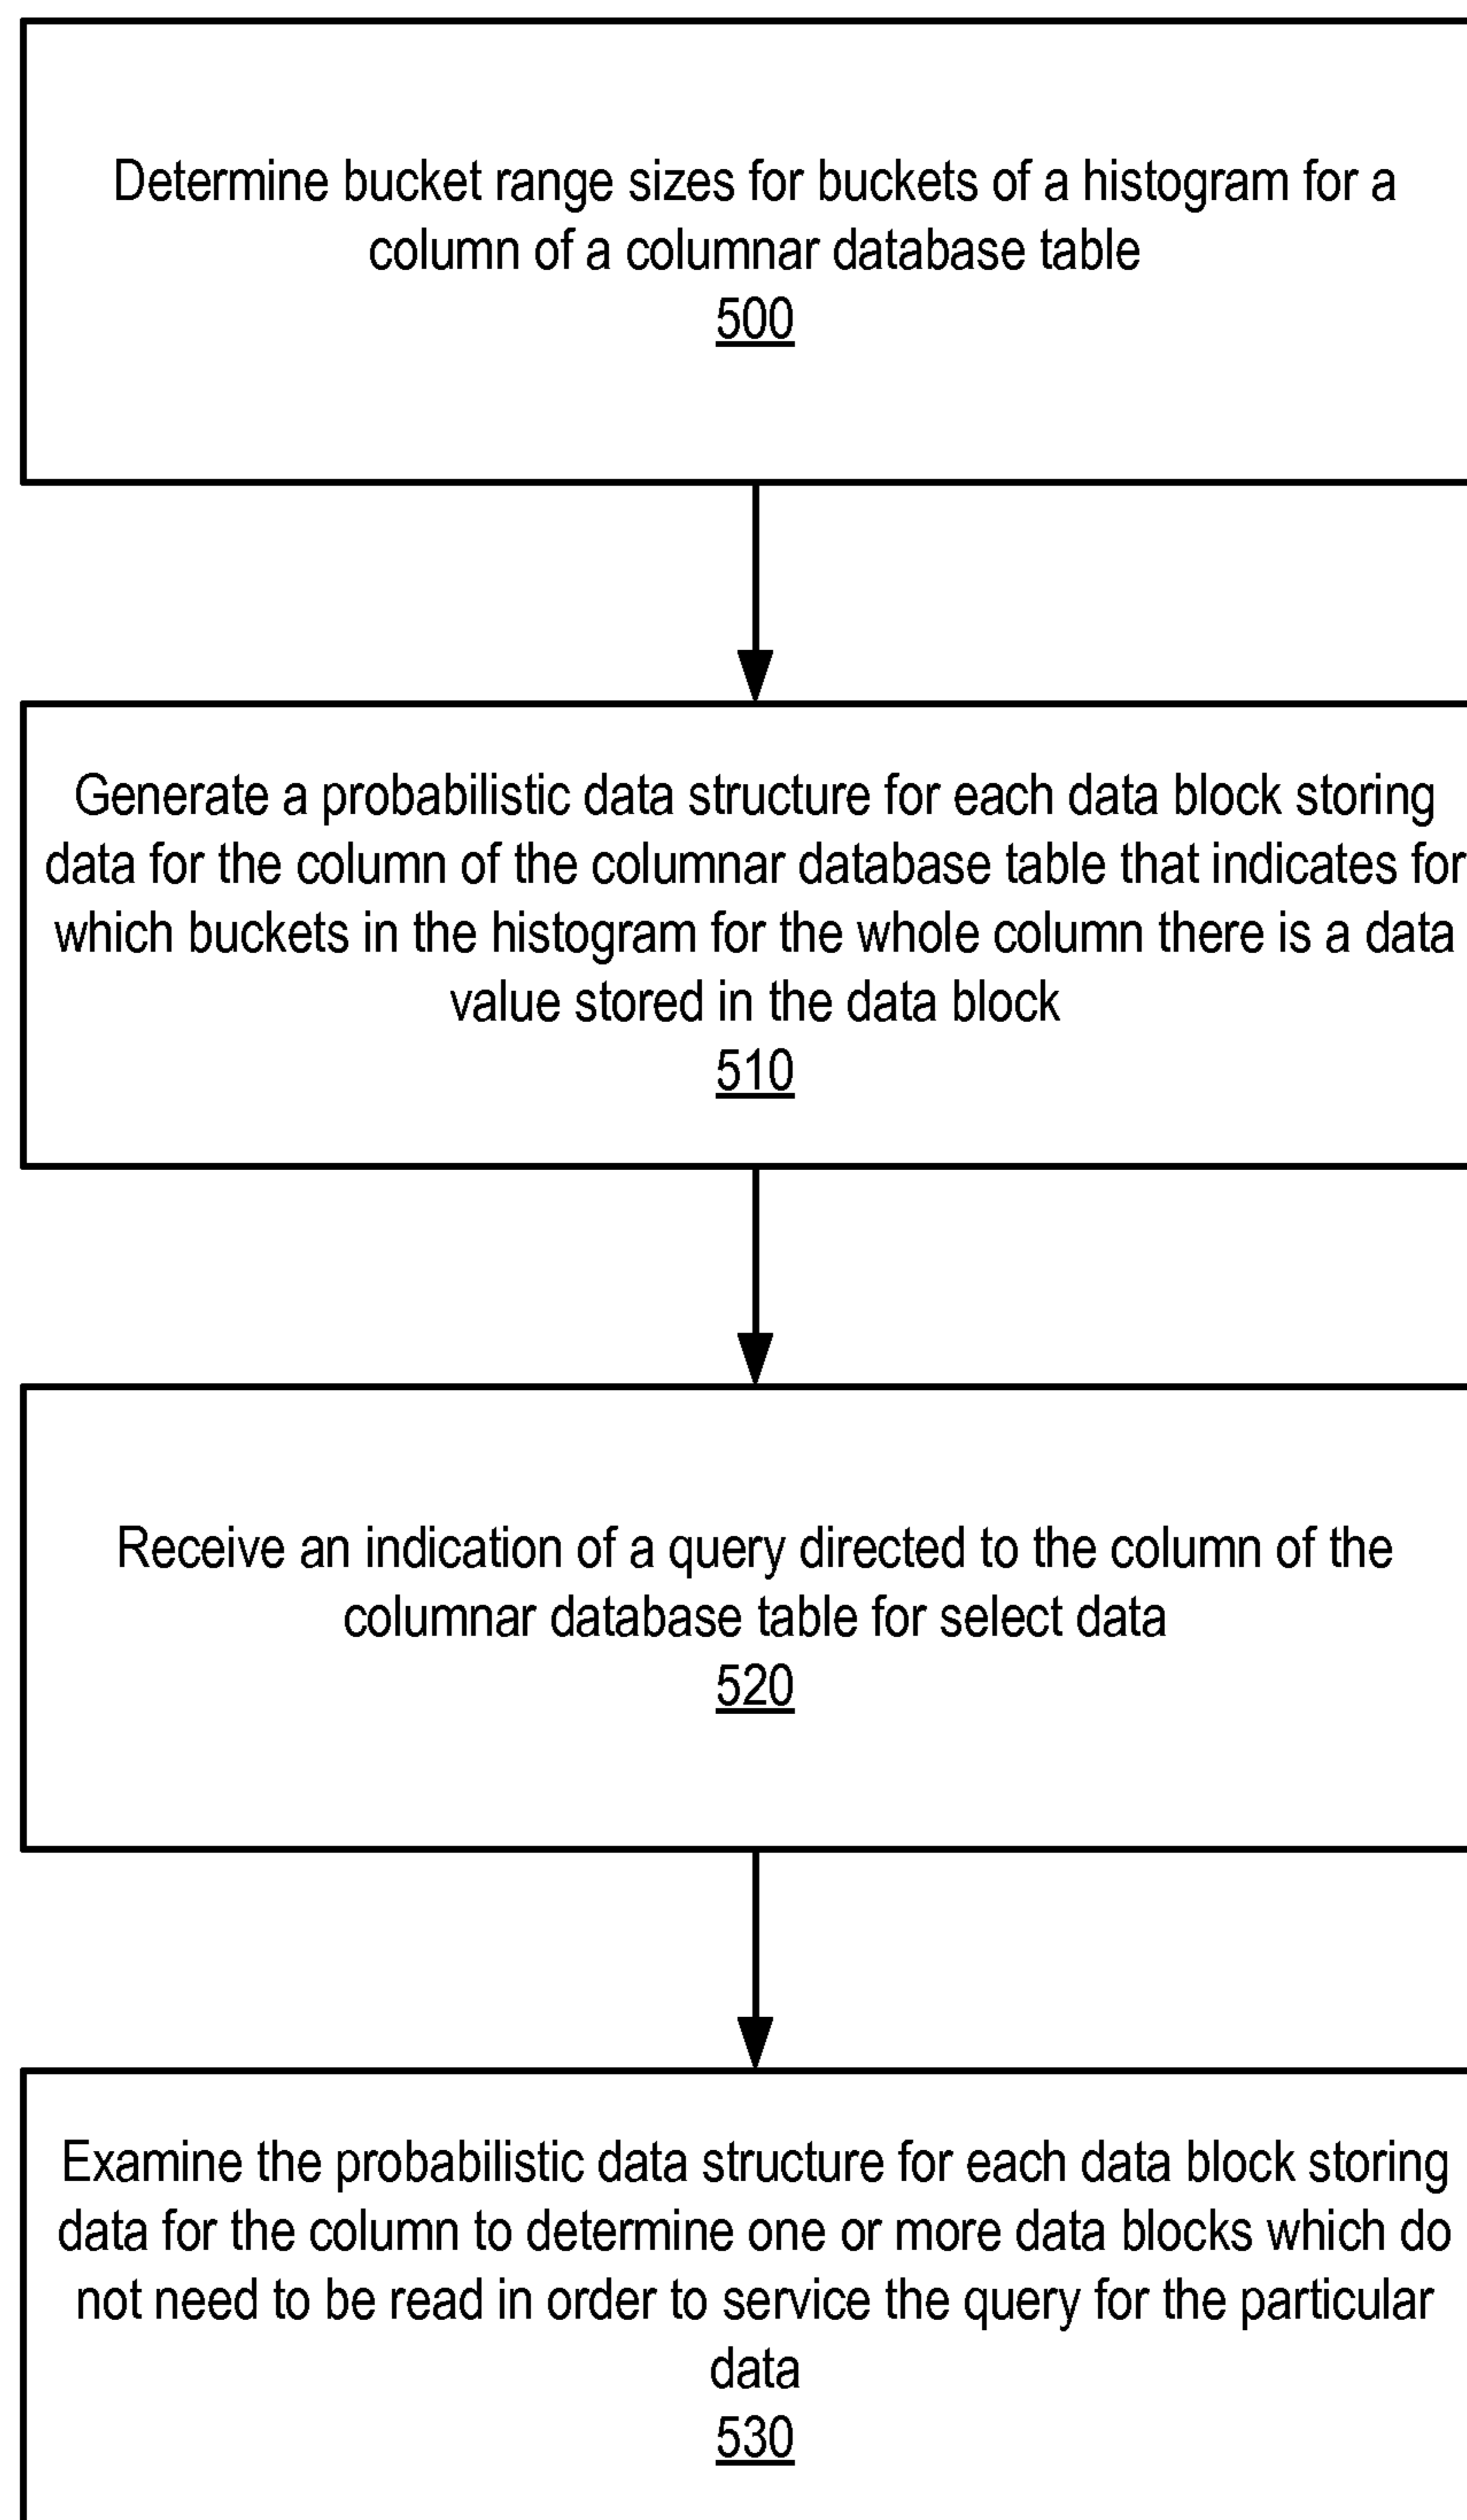 Determine bucket range sizes for buckets of a histogram for a
column of a columnar database table
500
Generate a probabilistic data structure for each data block storing
data for the column of the columnar database table that indicates for
which buckets in the histogram for the whole column there is a data
value stored in the data block
510
Receive an indication of a query directed to the column of the
columnar database table for select data
520
Examine the probabilistic data structure for each data block storing
data for the column to determine one or more data blocks which do
not need to be read in order to service the query for the particular
data
530